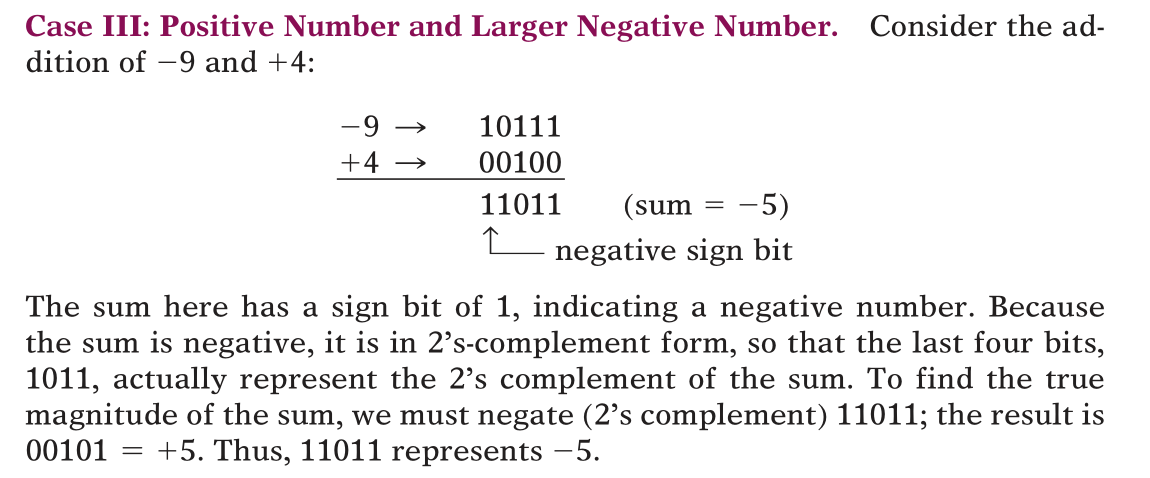 Case III: Positive Number and Larger Negative Number. Consider the ad-
dition of −9 and +4:
−9 → 10111
+4 → 00100
11011 (sum = −5)
↑ negative sign bit
The sum here has a sign bit of 1, indicating a negative number. Because
the sum is negative, it is in 2’s-complement form, so that the last four bits,
1011, actually represent the 2’s complement of the sum. To find the true
magnitude of the sum, we must negate (2’s complement) 11011; the result is
00101 = +5. Thus, 11011 represents −5.